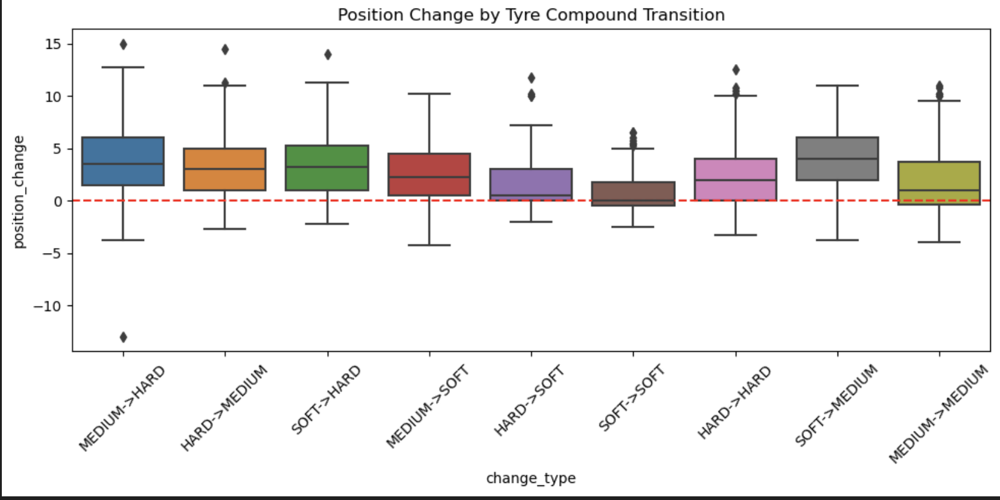 Position Change by Tyre Compound Transition
position_change
15
10
5
0
−5
−10
MEDIUM->HARD
HARD->MEDIUM
SOFT->HARD
MEDIUM->SOFT
HARD->SOFT
SOFT->SOFT
HARD->HARD
SOFT->MEDIUM
MEDIUM->MEDIUM
change_type